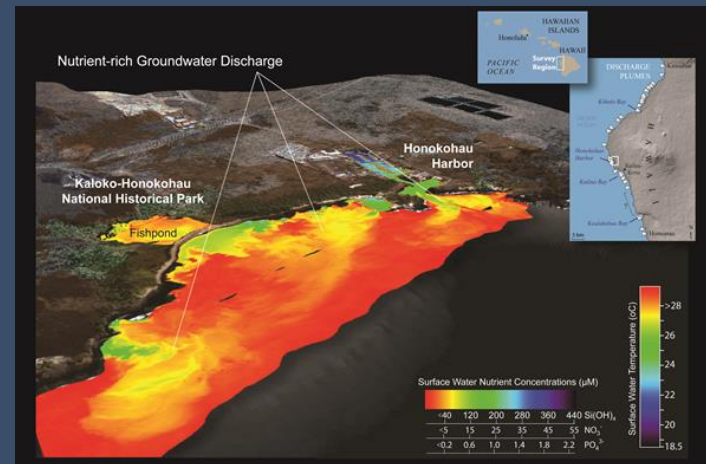 Nutrient-rich Groundwater Discharge
Kaloko-Honokohau
National Historical Park
Fishpond
Honokohau
Harbor
HAWAIIAN
ISLANDS
Honolulu
HAWAII
PACIFIC
OCEAN
Survey
Region
DISCHARGE
PLUMES
Kiholo Bay
Honokohau
Harbor
Kailua Bay
Kealakekua Bay
HAWAII
5 km
Surface Water Nutrient Concentrations (µM)
<40 120 200 280 360 440 Si(OH)₄
<5 15 25 35 45 55 NO₃⁻
<0.2 0.6 1.0 1.4 1.8 2.2 PO₄³⁻
Surface Water Temperature (oC)
>28
26
24
22
20
18.5